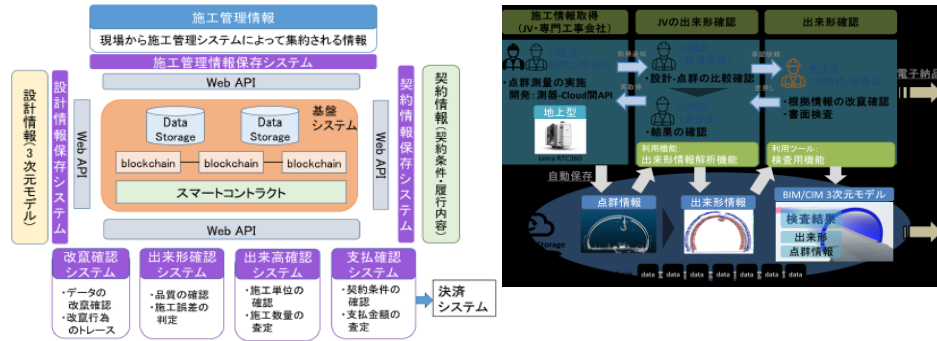 施工管理情報
現場から施工管理システムによって集約される情報
施工管理情報保存システム
Web API
設計情報(3次元モデル)
設計情報保存システム
Web API
基盤
システム
Data
Storage
Data
Storage
blockchain
blockchain
blockchain
スマートコントラクト
Web API
契約情報保存システム
契約情報(契約条件・履行内容)
Web API
改竄確認
システム
・データの
改竄確認
・改竄行為
のトレース
出来形確認
システム
・品質の確認
・施工誤差の
判定
出来高確認
システム
・施工単位の
確認
・施工数量の
査定
支払確認
システム
・契約条件の
確認
・支払金額の
査定
決済
システム
施工情報取得
(JV・専門工事会社)
・点群測量の実施
開発:測器-Cloud間API
地上型
Leica RTC360
JVの出来形確認
・設計・点群の比較確認
・結果の確認
利用機能:
出来形情報解析機能
出来形確認
・根拠情報の改竄確認
・書面検査
利用ツール:
検査用機能
電子納品
自動保存
点群情報
出来形情報
BIM/CIM 3次元モデル
検査結果
出来形
点群情報
Storage
data
data
data
data
data
data
data